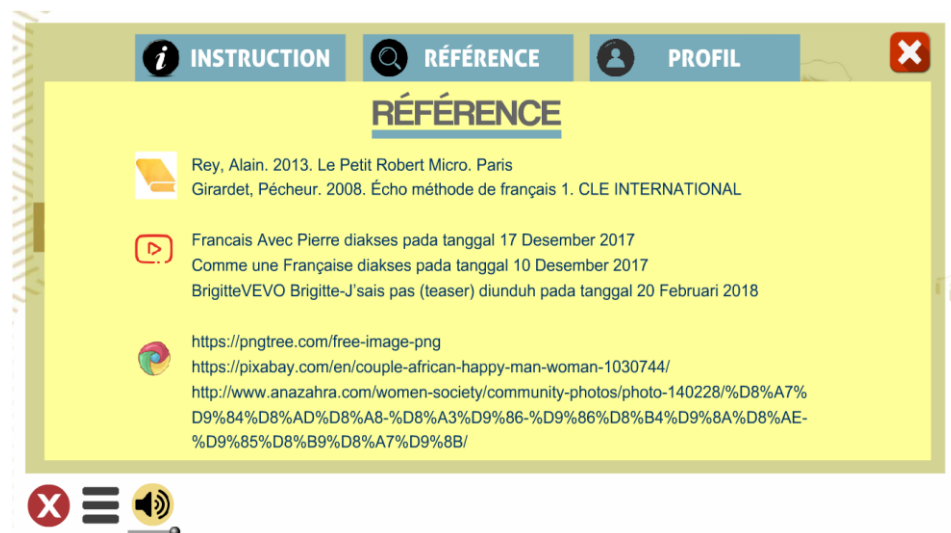 INSTRUCTION
RÉFÉRENCE
PROFIL
RÉFÉRENCE
Rey, Alain. 2013. Le Petit Robert Micro. Paris
Girardet, Pécheur. 2008. Écho méthode de français 1. CLE INTERNATIONAL
Francais Avec Pierre diakses pada tanggal 17 Desember 2017
Comme une Française diakses pada tanggal 10 Desember 2017
BrigitteVEVO Brigitte-J'sais pas (teaser) diunduh pada tanggal 20 Februari 2018
https://pngtree.com/free-image-png
https://pixabay.com/en/couple-african-happy-man-woman-1030744/
http://www.anazahra.com/women-society/community-photos/photo-140228/%D8%A7%
D9%84%D8%AD%D8%A8-%D8%A3%D9%86-%D9%86%D8%B4%D9%8A%D8%AE-
%D9%85%D8%B9%D8%A7%D9%8B/